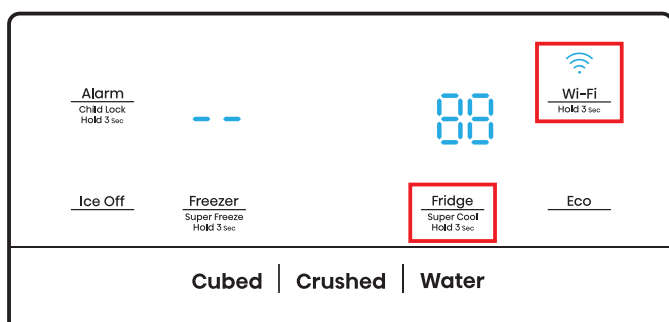 Alarm
Child Lock
Hold 3 Sec
- -
88
Wi-Fi
Hold 3 Sec
Ice Off
Freezer
Super Freeze
Hold 3 Sec
Fridge
Super Cool
Hold 3 Sec
Eco
Cubed
Crushed
Water